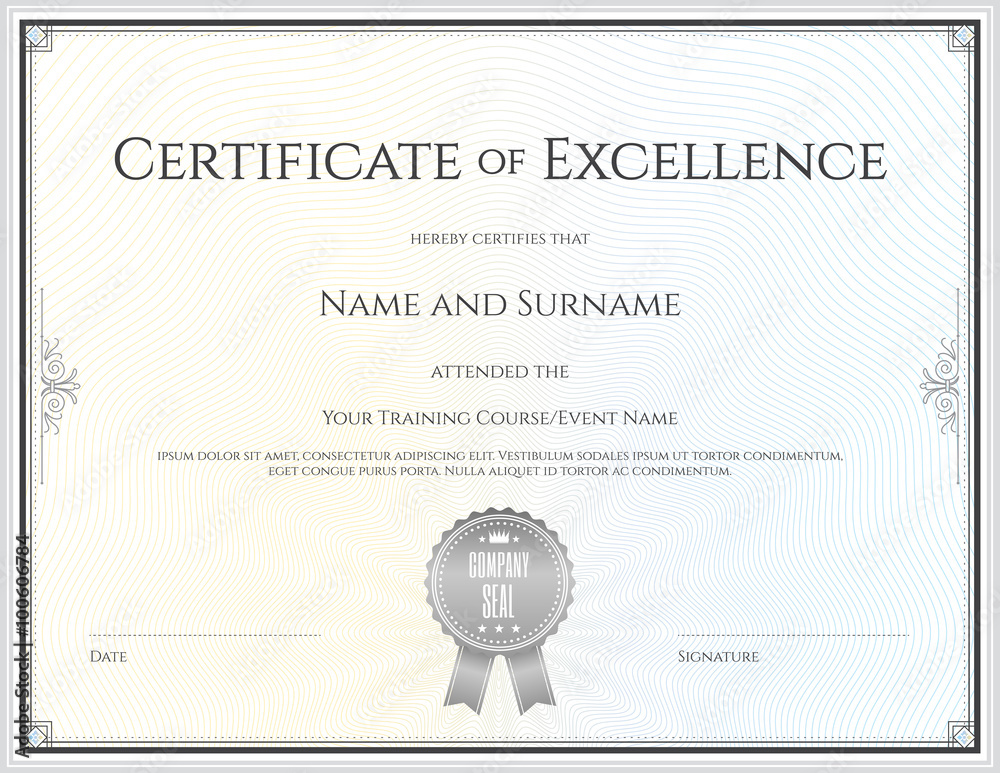 Certificate of Excellence
hereby certifies that
Name and Surname
attended the
Your Training Course/Event Name
ipsum dolor sit amet, consectetur adipiscing elit. Vestibulum sodales ipsum ut tortor condimentum,
eget congue purus porta. Nulla aliquet id tortor ac condimentum.
COMPANY
SEAL
Date
Signature
Adobe Stock | #100606784